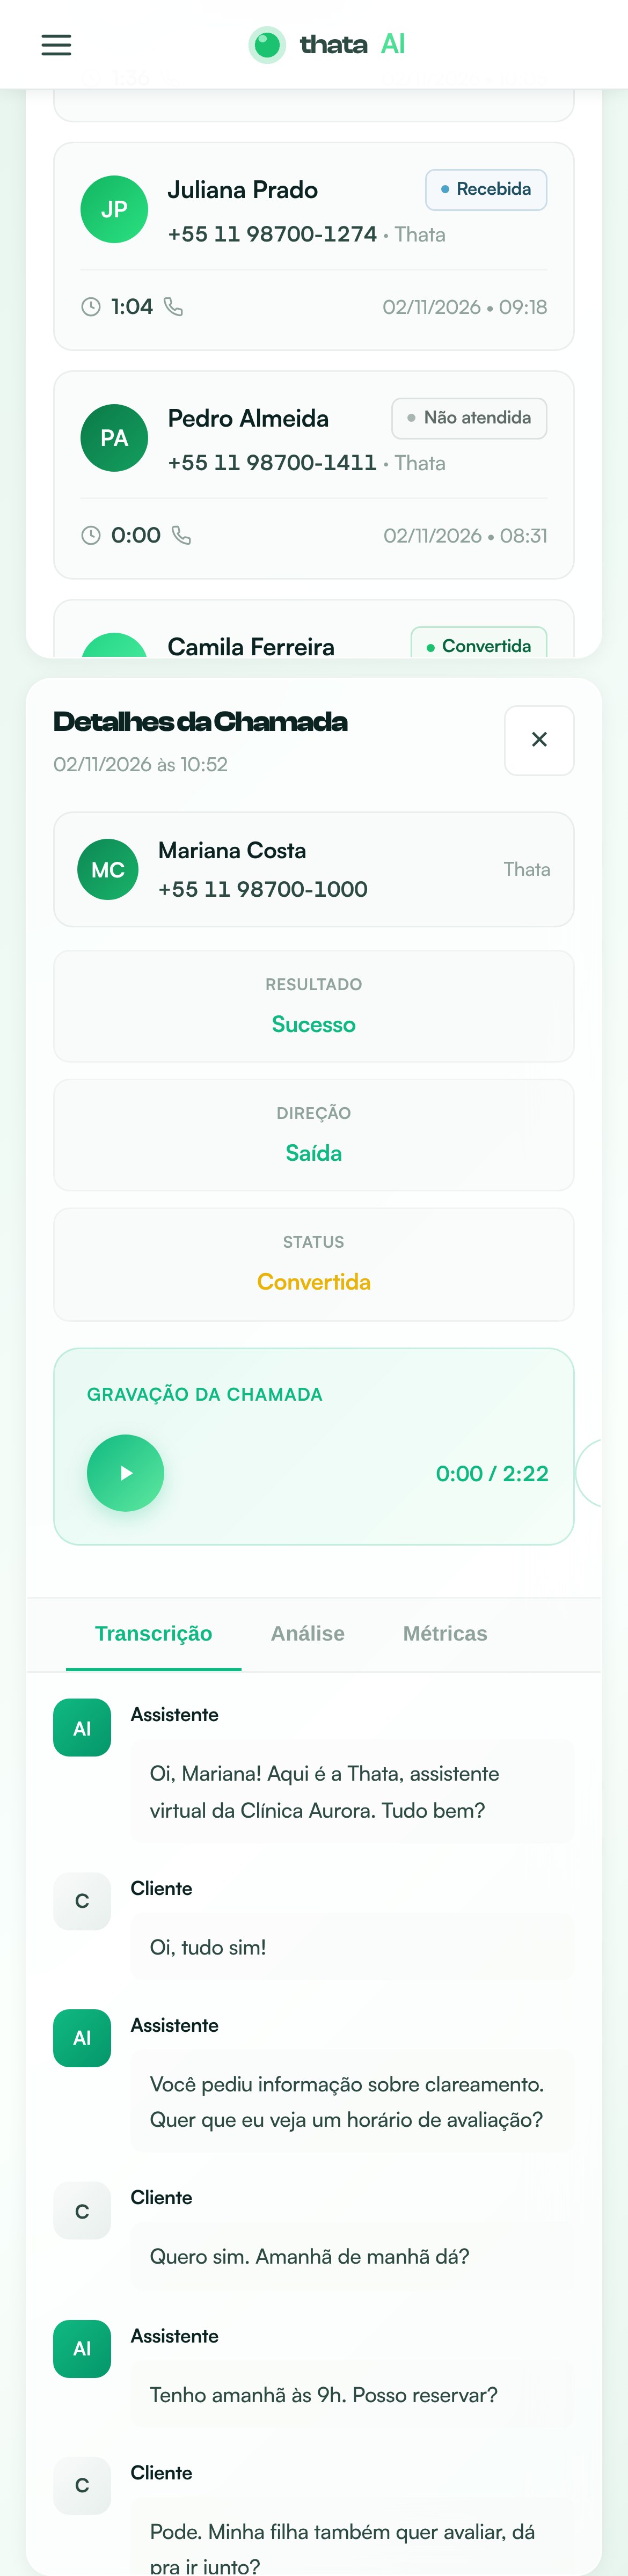 thata AI
1:36
JP
Juliana Prado
Recebida
+55 11 98700-1274 · Thata
1:04
02/11/2026 • 09:18
PA
Pedro Almeida
Não atendida
+55 11 98700-1411 · Thata
0:00
02/11/2026 • 08:31
Camila Ferreira
Convertida
Detalhes da Chamada
02/11/2026 às 10:52
MC
Mariana Costa
+55 11 98700-1000
Thata
RESULTADO
Sucesso
DIREÇÃO
Saída
STATUS
Convertida
GRAVAÇÃO DA CHAMADA
0:00 / 2:22
Transcrição
Análise
Métricas
AI
Assistente
Oi, Mariana! Aqui é a Thata, assistente
virtual da Clínica Aurora. Tudo bem?
C
Cliente
Oi, tudo sim!
AI
Assistente
Você pediu informação sobre clareamento.
Quer que eu veja um horário de avaliação?
C
Cliente
Quero sim. Amanhã de manhã dá?
AI
Assistente
Tenho amanhã às 9h. Posso reservar?
C
Cliente
Pode. Minha filha também quer avaliar, dá
pra ir junto?